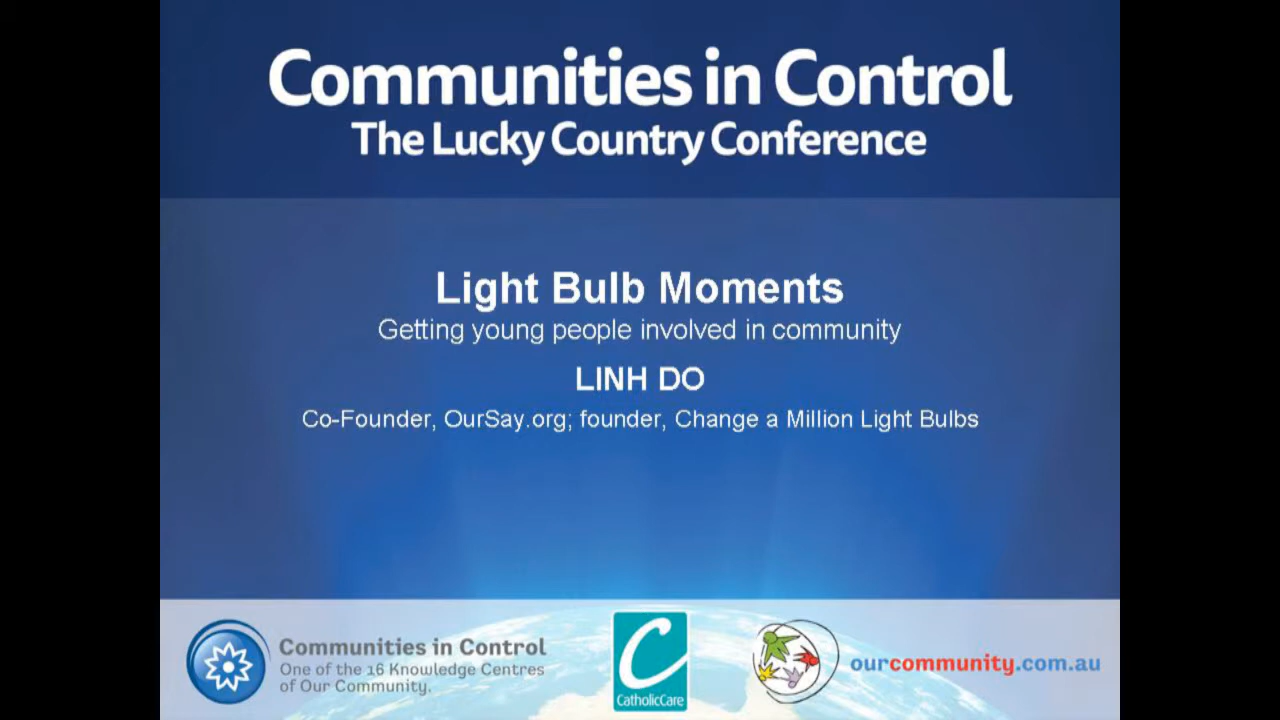 Communities in Control
The Lucky Country Conference
Light Bulb Moments
Getting young people involved in community
LINH DO
Co-Founder, OurSay.org; founder, Change a Million Light Bulbs
Communities in Control
One of the 16 Knowledge Centres
of Our Community.
C
CatholicCare
ourcommunity.com.au